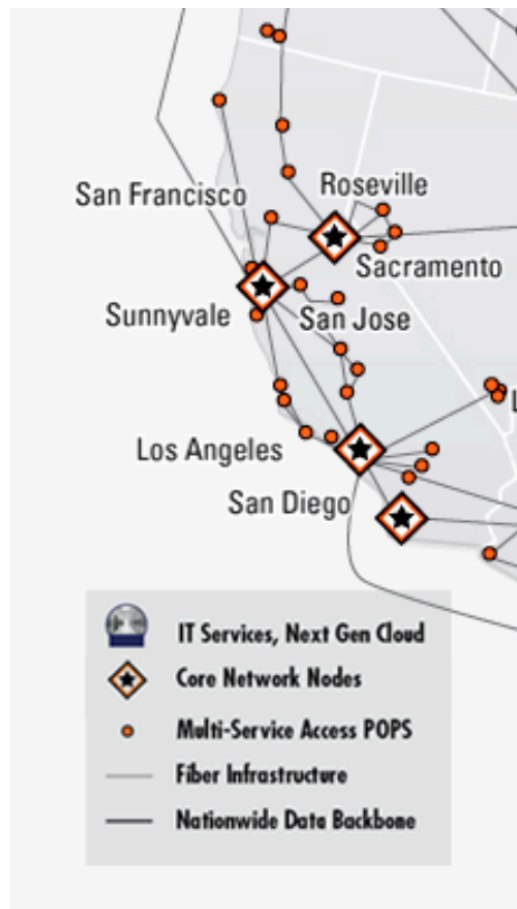 San Francisco
Roseville
Sacramento
Sunnyvale
San Jose
L
Los Angeles
San Diego
IT Services, Next Gen Cloud
Core Network Nodes
Multi-Service Access POPS
Fiber Infrastructure
Nationwide Data Backbone